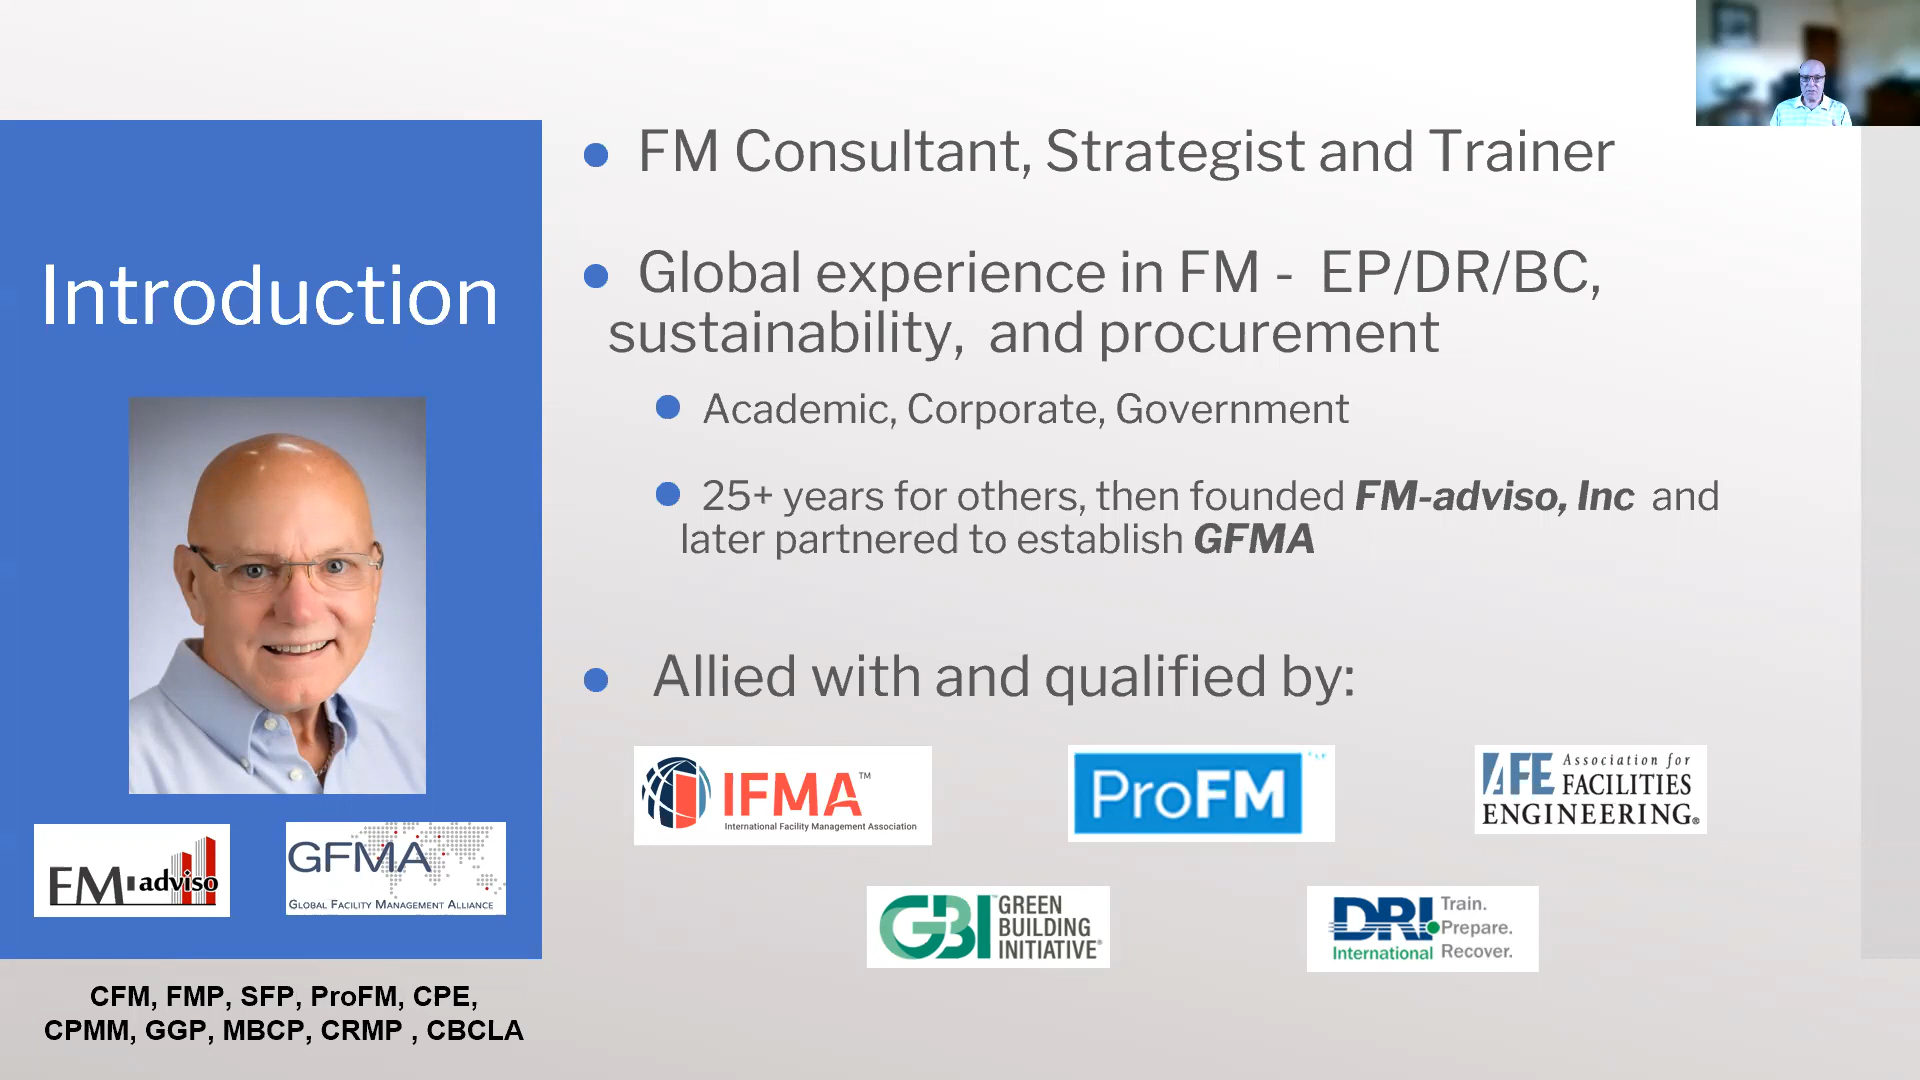 Introduction
FM-adviso
GFMA
GLOBAL FACILITY MANAGEMENT ALLIANCE
CFM, FMP, SFP, ProFM, CPE,
CPMM, GGP, MBCP, CRMP , CBCLA
FM Consultant, Strategist and Trainer
Global experience in FM - EP/DR/BC,
sustainability, and procurement
Academic, Corporate, Government
25+ years for others, then founded FM-adviso, Inc and
later partnered to establish GFMA
Allied with and qualified by:
IFMA™
International Facility Management Association
ProFM
AFE Association for
FACILITIES
ENGINEERING®
GBI GREEN
BUILDING
INITIATIVE®
DRI Train.
Prepare.
International Recover.